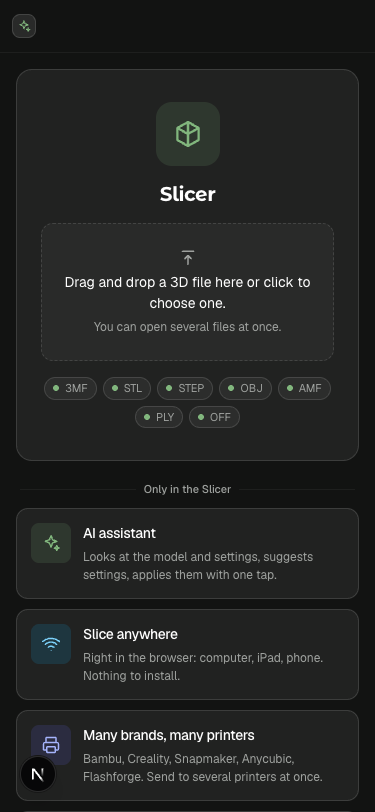 Slicer
Drag and drop a 3D file here or click to
choose one.
You can open several files at once.
3MF
STL
STEP
OBJ
AMF
PLY
OFF
Only in the Slicer
AI assistant
Looks at the model and settings, suggests
settings, applies them with one tap.
Slice anywhere
Right in the browser: computer, iPad, phone.
Nothing to install.
Many brands, many printers
Bambu, Creality, Snapmaker, Anycubic,
Flashforge. Send to several printers at once.
N